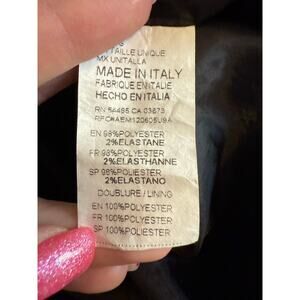 TAILLE UNIQUE
MX UNITALLA
MADE IN ITALY
FABRIQUE EN ITALIE
HECHO EN ITALIA
RN 54495 CA 03673
EN 98%POLYESTER
2%ELASTANE
FR 98%POLYESTER
2%ELASTHANNE
SP 98%POLIESTER
2%ELASTANO
DOUBLURE / LINING
EN 100%POLYESTER
FR 100%POLYESTER
SP 100%POLIESTER